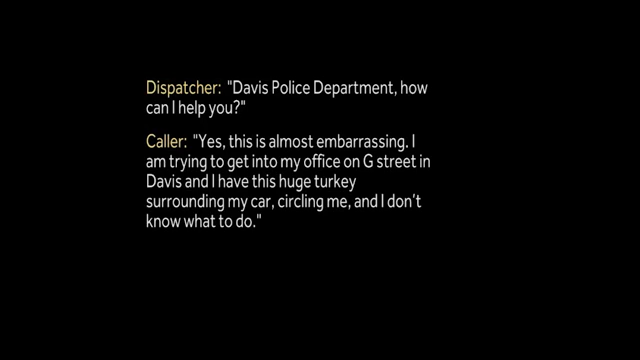 Dispatcher: "Davis Police Department, how
can I help you?"
Caller: "Yes, this is almost embarrassing. I
am trying to get into my office on G street in
Davis and I have this huge turkey
surrounding my car, circling me, and I don't
know what to do."